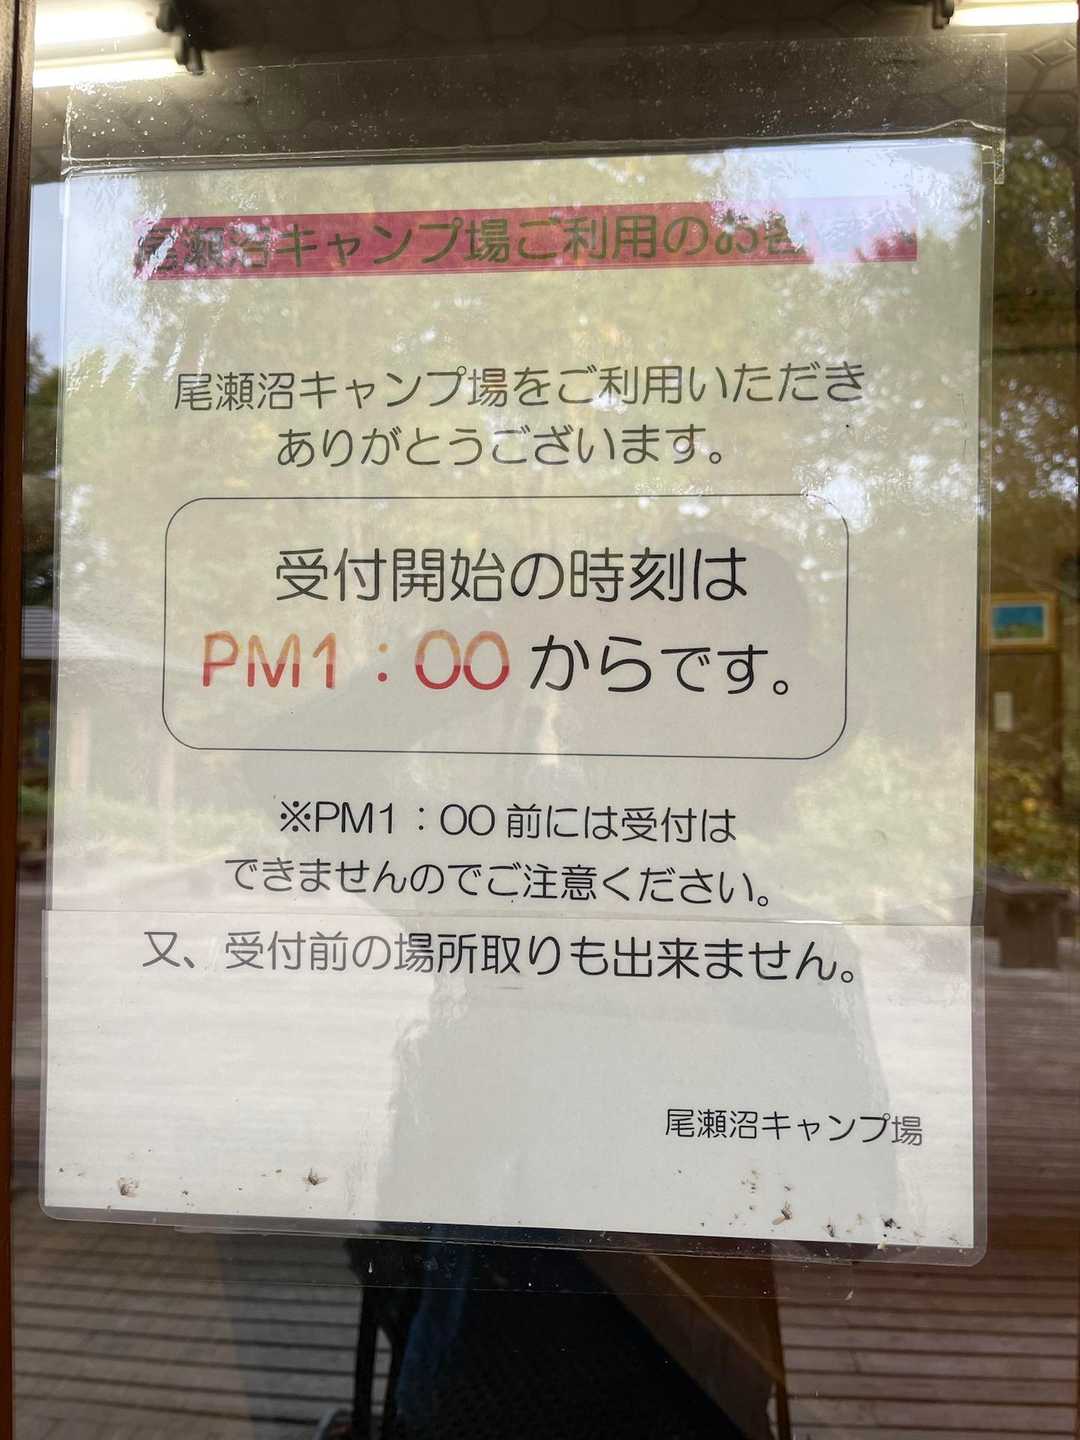 尾瀬沼キャンプ場ご利用のお客
尾瀬沼キャンプ場をご利用いただき
ありがとうございます。
受付開始の時刻は
PM1：00からです。
※PM1：00前には受付は
できませんのでご注意ください。
又、受付前の場所取りも出来ません。
尾瀬沼キャンプ場